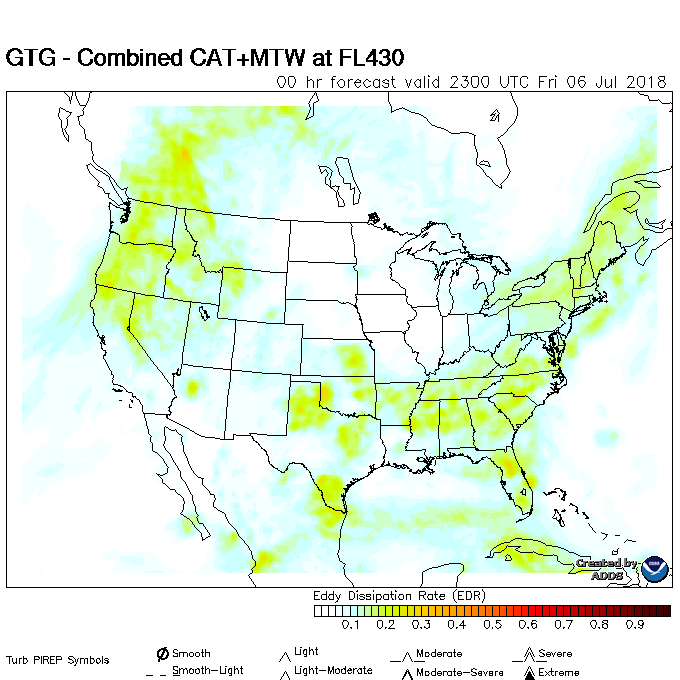 GTG - Combined CAT+MTW at FL430
00 hr forecast valid 2300 UTC Fri 06 Jul 2018
Created by
ADDS
Eddy Dissipation Rate (EDR)
0.1 0.2 0.3 0.4 0.5 0.6 0.7 0.8 0.9
Turb PIREP Symbols
Smooth Light Moderate Severe
Smooth-Light Light-Moderate Moderate-Severe Extreme